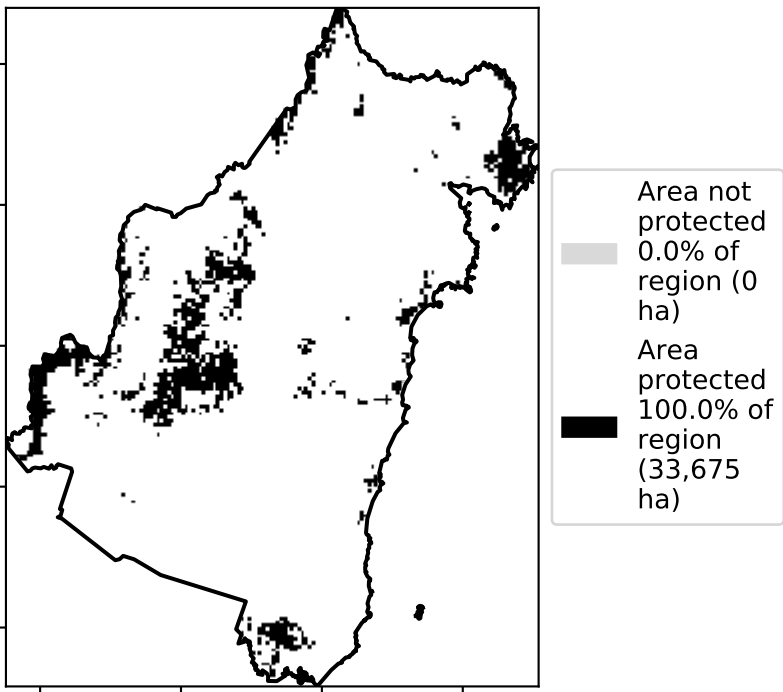 Area not
protected
0.0% of
region (0
ha)
Area
protected
100.0% of
region
(33,675
ha)